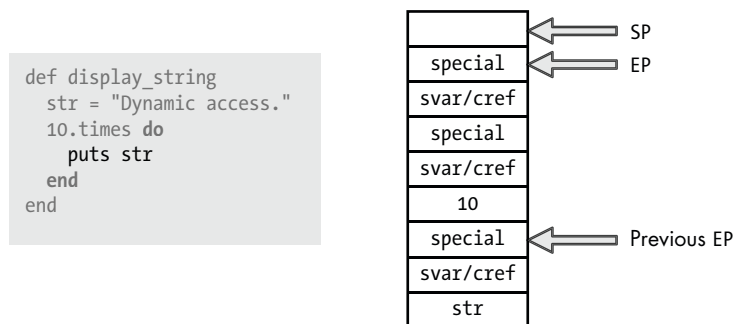 def display_string
  str = "Dynamic access."
  10.times do
    puts str
  end
end
SP
special
EP
svar/cref
special
svar/cref
10
special
Previous EP
svar/cref
str